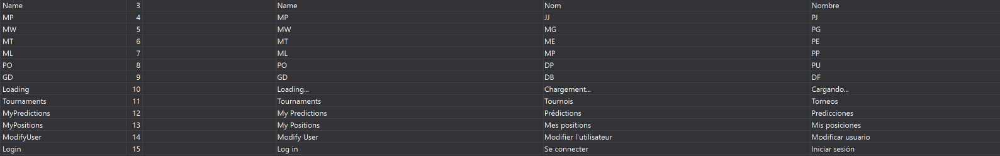 Name 3 Name Nom Nombre
MP 4 MP JJ PJ
MW 5 MW MG PG
MT 6 MT ME PE
ML 7 ML MP PP
PO 8 PO DP PU
GD 9 GD DB DF
Loading 10 Loading... Chargement... Cargando...
Tournaments 11 Tournaments Tournois Torneos
MyPredictions 12 My Predictions Prédictions Predicciones
MyPositions 13 My Positions Mes positions Mis posiciones
ModifyUser 14 Modify User Modifier l'utilisateur Modificar usuario
Login 15 Log in Se connecter Iniciar sesión